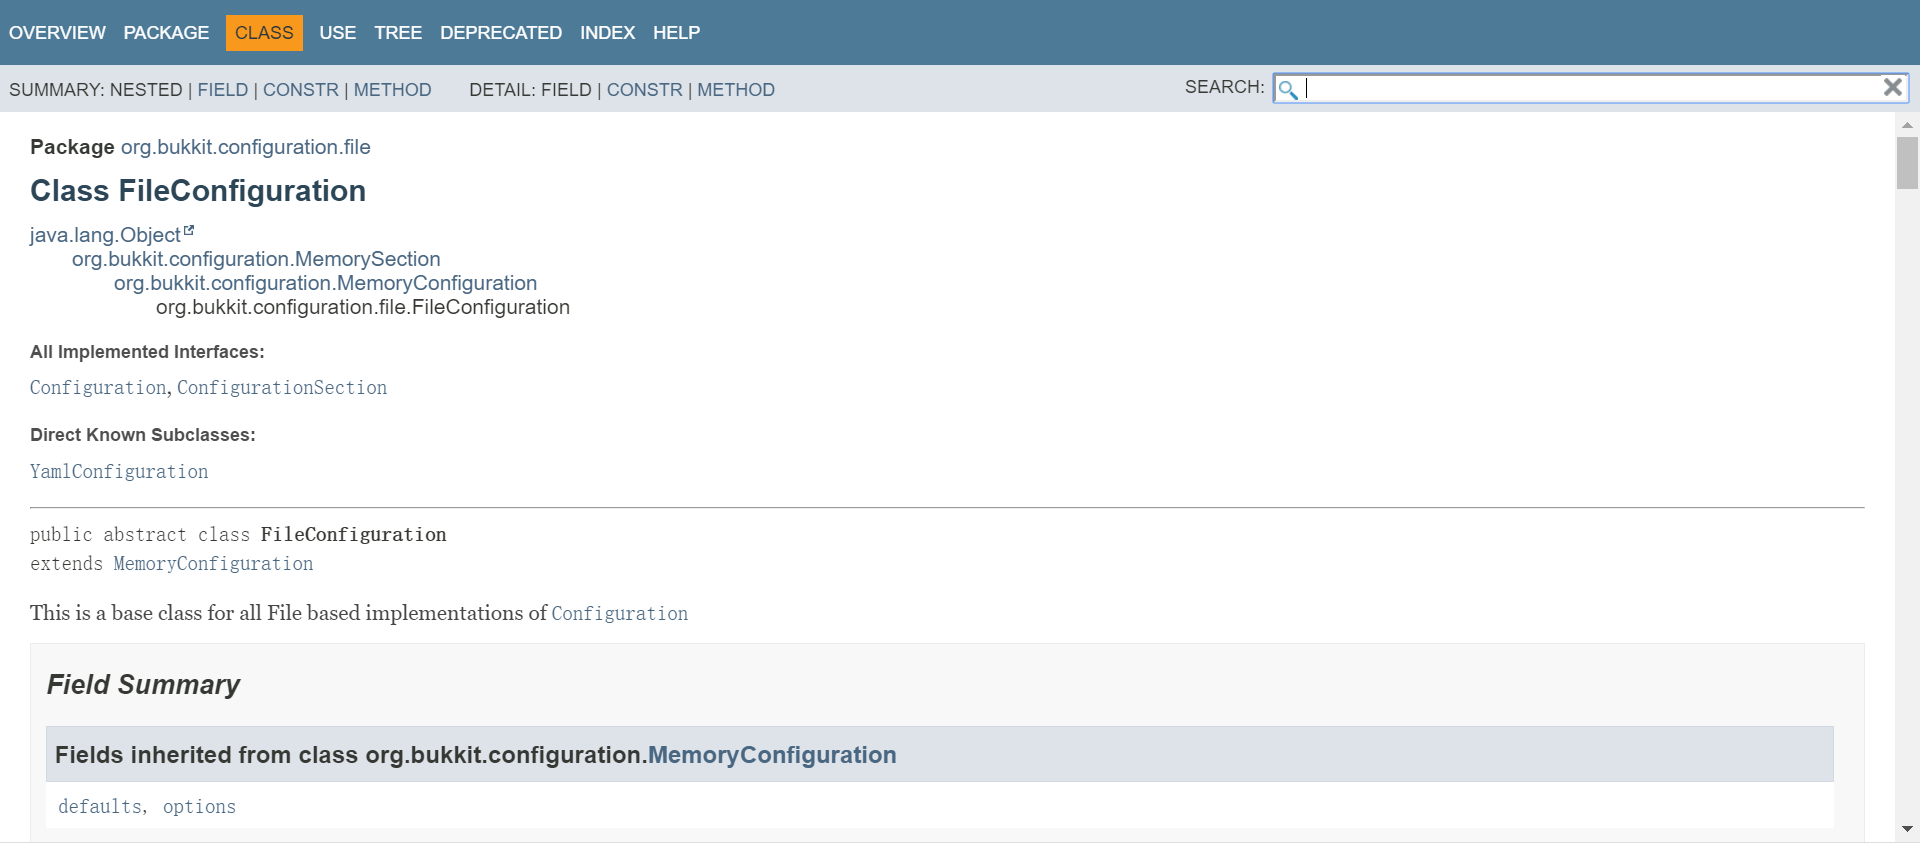 OVERVIEW PACKAGE CLASS USE TREE DEPRECATED INDEX HELP
SUMMARY: NESTED | FIELD | CONSTR | METHOD DETAIL: FIELD | CONSTR | METHOD SEARCH:
Package org.bukkit.configuration.file
Class FileConfiguration
java.lang.Object
org.bukkit.configuration.MemorySection
org.bukkit.configuration.MemoryConfiguration
org.bukkit.configuration.file.FileConfiguration
All Implemented Interfaces:
Configuration, ConfigurationSection
Direct Known Subclasses:
YamlConfiguration
public abstract class FileConfiguration
extends MemoryConfiguration
This is a base class for all File based implementations of Configuration
Field Summary
Fields inherited from class org.bukkit.configuration.MemoryConfiguration
defaults, options